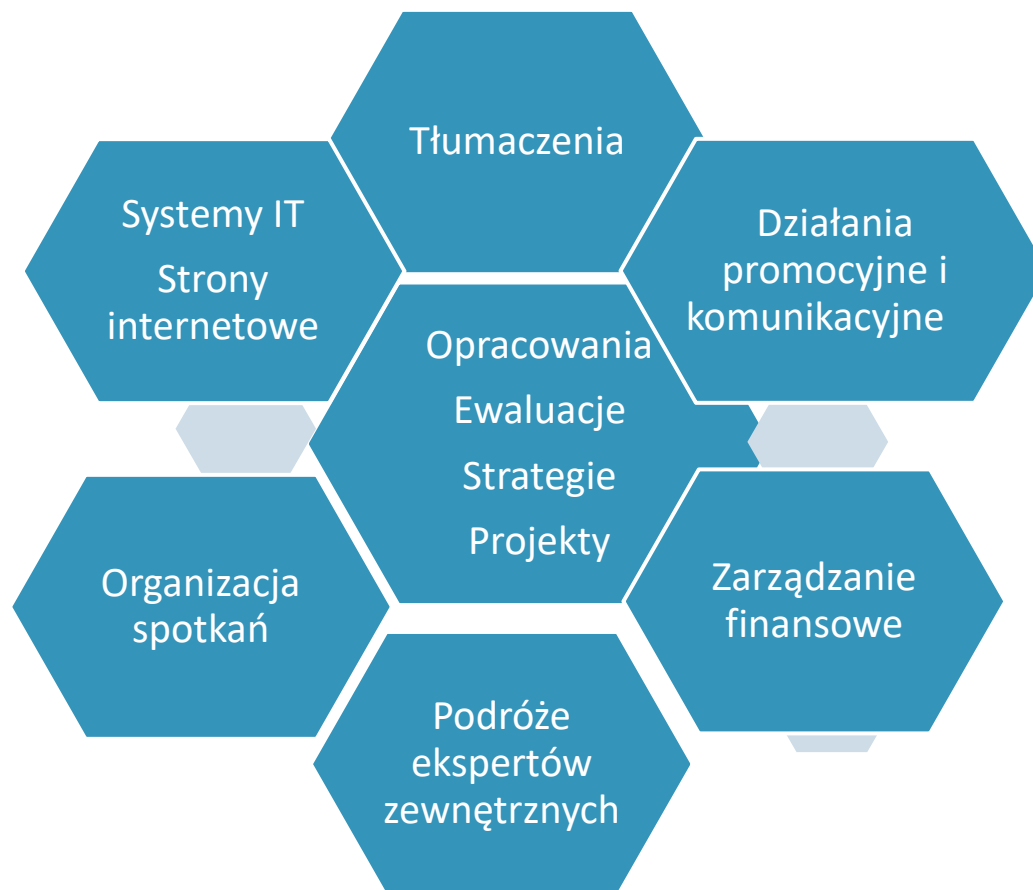 Tłumaczenia
Systemy IT
Strony
internetowe
Działania
promocyjne i
komunikacyjne
Opracowania
Ewaluacje
Strategie
Projekty
Organizacja
spotkań
Zarządzanie
finansowe
Podróże
ekspertów
zewnętrznych